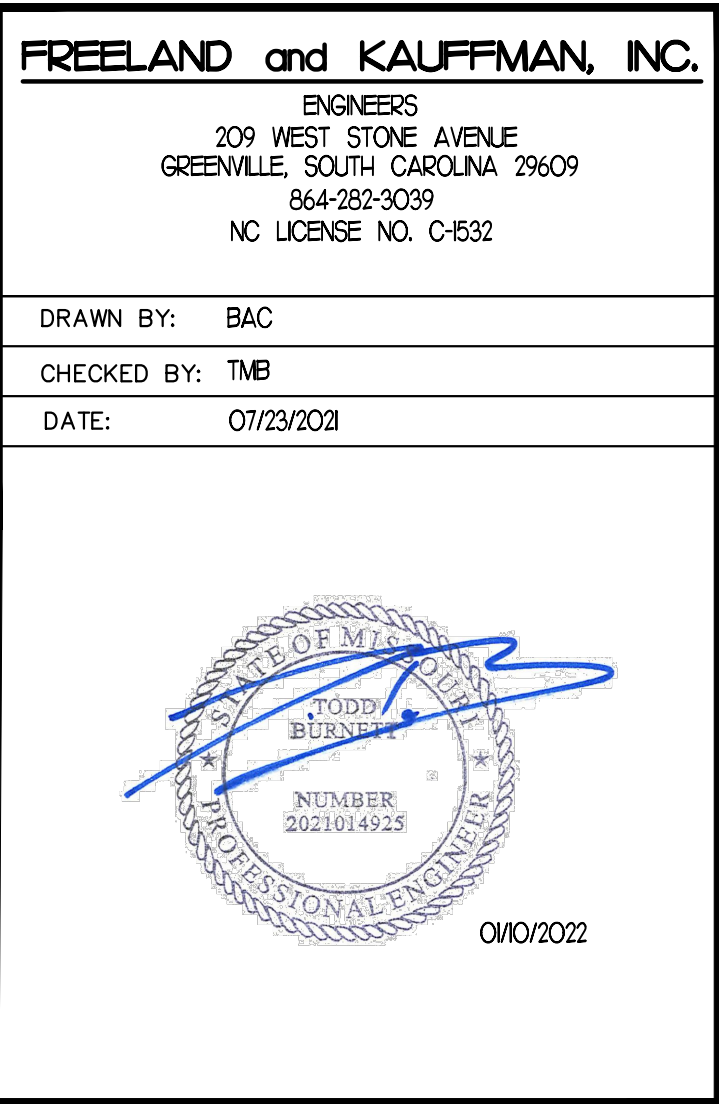 FREELAND and KAUFFMAN, INC.
ENGINEERS
209 WEST STONE AVENUE
GREENVILLE, SOUTH CAROLINA 29609
864-282-3039
NC LICENSE NO. C-1532
DRAWN BY: BAC
CHECKED BY: TMB
DATE: 07/23/2021
STATE OF MISSOURI
TODD
BURNETT
NUMBER
2021014925
PROFESSIONAL ENGINEER
01/10/2022